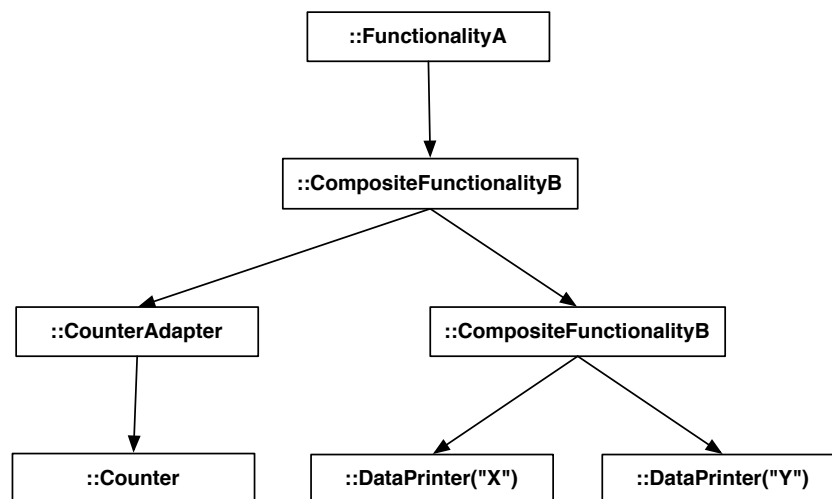 ::FunctionalityA
::CompositeFunctionalityB
::CounterAdapter
::CompositeFunctionalityB
::Counter
::DataPrinter("X")
::DataPrinter("Y")